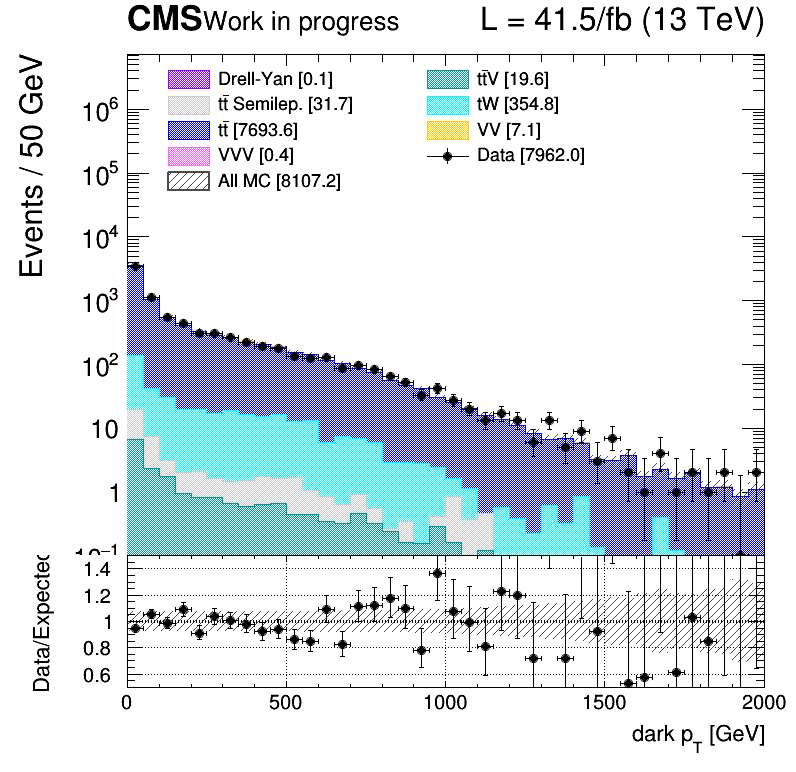 CMS Work in progress L = 41.5/fb (13 TeV)
Events / 50 GeV
Drell-Yan [0.1] tt̄V [19.6]
tt̄ Semilep. [31.7] tW [354.8]
tt̄ [7693.6] VV [7.1]
VVV [0.4] Data [7962.0]
All MC [8107.2]
10⁶
10⁵
10⁴
10³
10²
10
1
10⁻¹
Data/Expected
1.4
1.2
1
0.8
0.6
0 500 1000 1500 2000
dark p_T [GeV]